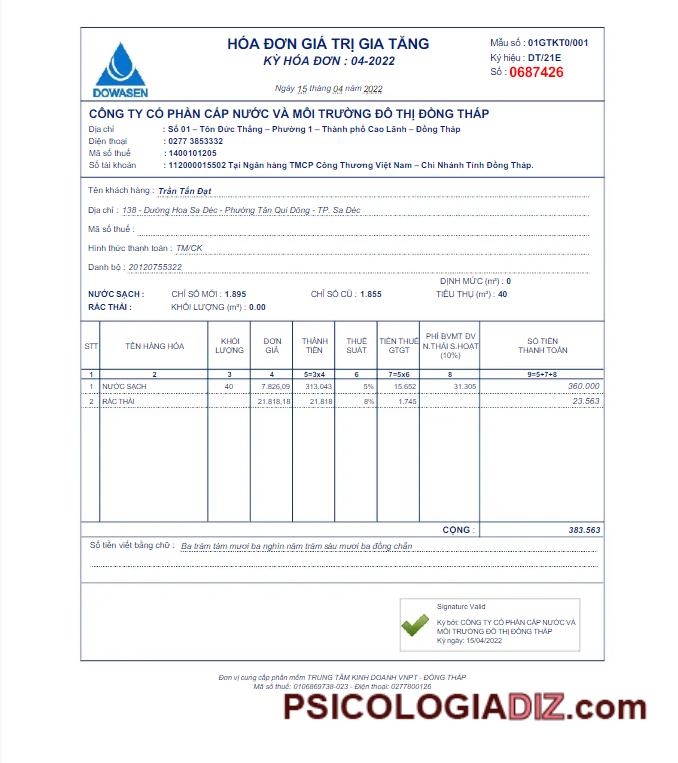 HÓA ĐƠN GIÁ TRỊ GIA TĂNG
KỲ HÓA ĐƠN : 04-2022
Ngày 15 tháng 04 năm 2022
Mẫu số : 01GTKT0/001
Ký hiệu : DT/21E
Số : 0687426
DOWASEN
CÔNG TY CỔ PHẦN CẤP NƯỚC VÀ MÔI TRƯỜNG ĐÔ THỊ ĐỒNG THÁP
Địa chỉ : Số 01 – Tôn Đức Thắng – Phường 1 – Thành phố Cao Lãnh – Đồng Tháp
Điện thoại : 0277 3853332
Mã số thuế : 1400101205
Số tài khoản : 112000015502 Tại Ngân hàng TMCP Công Thương Việt Nam – Chi Nhánh Tỉnh Đồng Tháp.
Tên khách hàng : Trần Tấn Đạt
Địa chỉ : 138 - Đường Hoa Sa Déc - Phường Tân Qui Đông - TP. Sa Déc
Mã số thuế :
Hình thức thanh toán : TM/CK
Danh bộ : 20120755322
ĐỊNH MỨC (m³) : 0
NƯỚC SẠCH : CHỈ SỐ MỚI : 1.895 CHỈ SỐ CŨ : 1.855 TIÊU THỤ (m³) : 40
RÁC THẢI : KHỐI LƯỢNG (m³) : 0.00
STT TÊN HÀNG HÓA KHỐI LƯỢNG ĐƠN GIÁ THÀNH TIỀN THUẾ SUẤT TIỀN THUẾ GTGT PHÍ BVMT ĐV N.THẢI S.HOẠT (10%) SỐ TIỀN THANH TOÁN
1 2 3 4 5=3x4 6 7=5x6 8 9=5+7+8
1 NƯỚC SẠCH 40 7.826,09 313.043 5% 15.652 31.305 360.000
2 RÁC THẢI 21.818,18 21.818 8% 1.745 23.563
CỘNG : 383.563
Số tiền viết bằng chữ : Ba trăm tám mươi ba nghìn năm trăm sáu mươi ba đồng chẵn
Signature Valid
Ký bởi: CÔNG TY CỔ PHẦN CẤP NƯỚC VÀ
MÔI TRƯỜNG ĐÔ THỊ ĐỒNG THÁP
Ký ngày: 15/04/2022
Đơn vị cung cấp phần mềm TRUNG TÂM KINH DOANH VNPT - ĐỒNG THÁP
Mã số thuế: 0106869738-023 - Điện thoại: 0277800126
PSICOLOGIADIZ.com